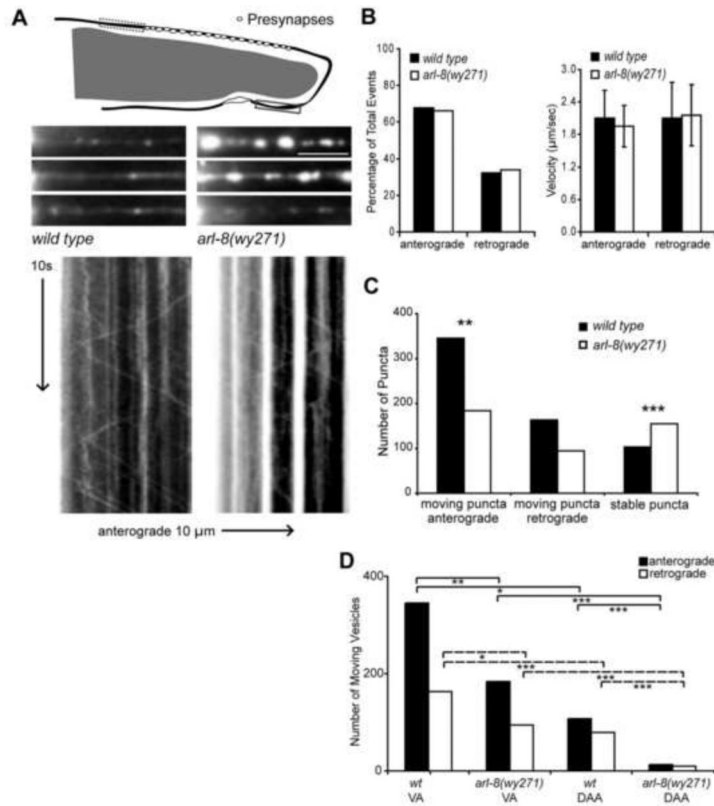 A
Presynapses
wild type
arl-8(wy271)
10s
anterograde 10 µm
B
Percentage of Total Events
80
60
40
20
0
wild type
arl-8(wy271)
anterograde
retrograde
Velocity (µm/sec)
3.0
2.4
1.8
1.2
0.6
0
wild type
arl-8(wy271)
anterograde
retrograde
C
Number of Puncta
400
300
200
100
0
**
***
wild type
arl-8(wy271)
moving puncta
anterograde
moving puncta
retrograde
stable puncta
D
Number of Moving Vesicles
400
200
0
anterograde
retrograde
**
*
***
***
*
***
***
***
wt
VA
arl-8(wy271)
VA
wt
DAA
arl-8(wy271)
DAA